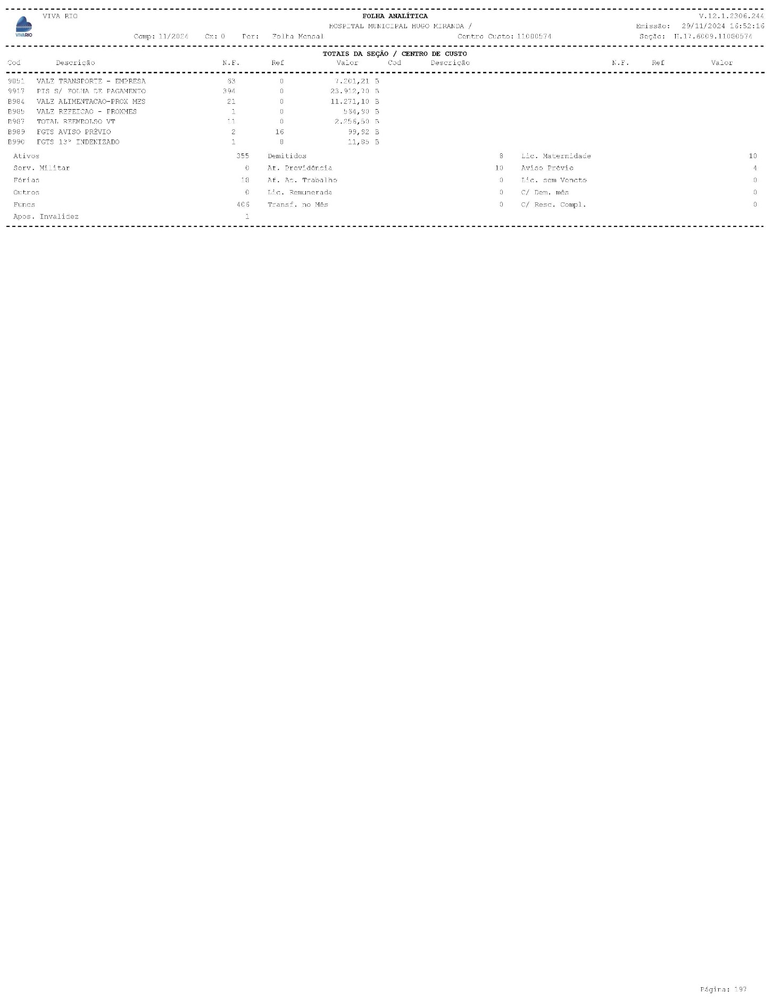 VIVA RIO FOLHA ANALÍTICA V.12.1.2306.244
HOSPITAL MUNICIPAL HUGO MIRANDA / Emissão: 29/11/2024 16:52:16
VIVARIO
Comp: 11/2024 Cx: 0 Per: Folha Mensal Centro Custo: 11080574 Seção: H.17.6009.11080574
TOTAIS DA SEÇÃO / CENTRO DE CUSTO
Cod Descrição N.F. Ref Valor Cod Descrição N.F. Ref Valor
9851 VALE TRANSPORTE - EMPRESA 63 0 7.201,21 B
9917 PIS S/ FOLHA DE PAGAMENTO 394 0 23.912,70 B
B984 VALE ALIMENTACAO-PROX MES 21 0 11.271,10 B
B985 VALE REFEICAO - PROXMES 1 0 564,90 B
B987 TOTAL REEMBOLSO VT 11 0 2.256,50 B
B989 FGTS AVISO PRÉVIO 2 16 99,92 B
B990 FGTS 13º INDENIZADO 1 8 11,85 B
Ativos 355 Demitidos 8 Lic. Maternidade 10
Serv. Militar 0 Af. Previdência 10 Aviso Prévio 4
Férias 18 Af. Ac. Trabalho 0 Lic. sem Vencto 0
Outros 0 Lic. Remunerada 0 C/ Dem. mês 0
Funcs 406 Transf. no Mês 0 C/ Resc. Compl. 0
Apos. Invalidez 1
Página: 197